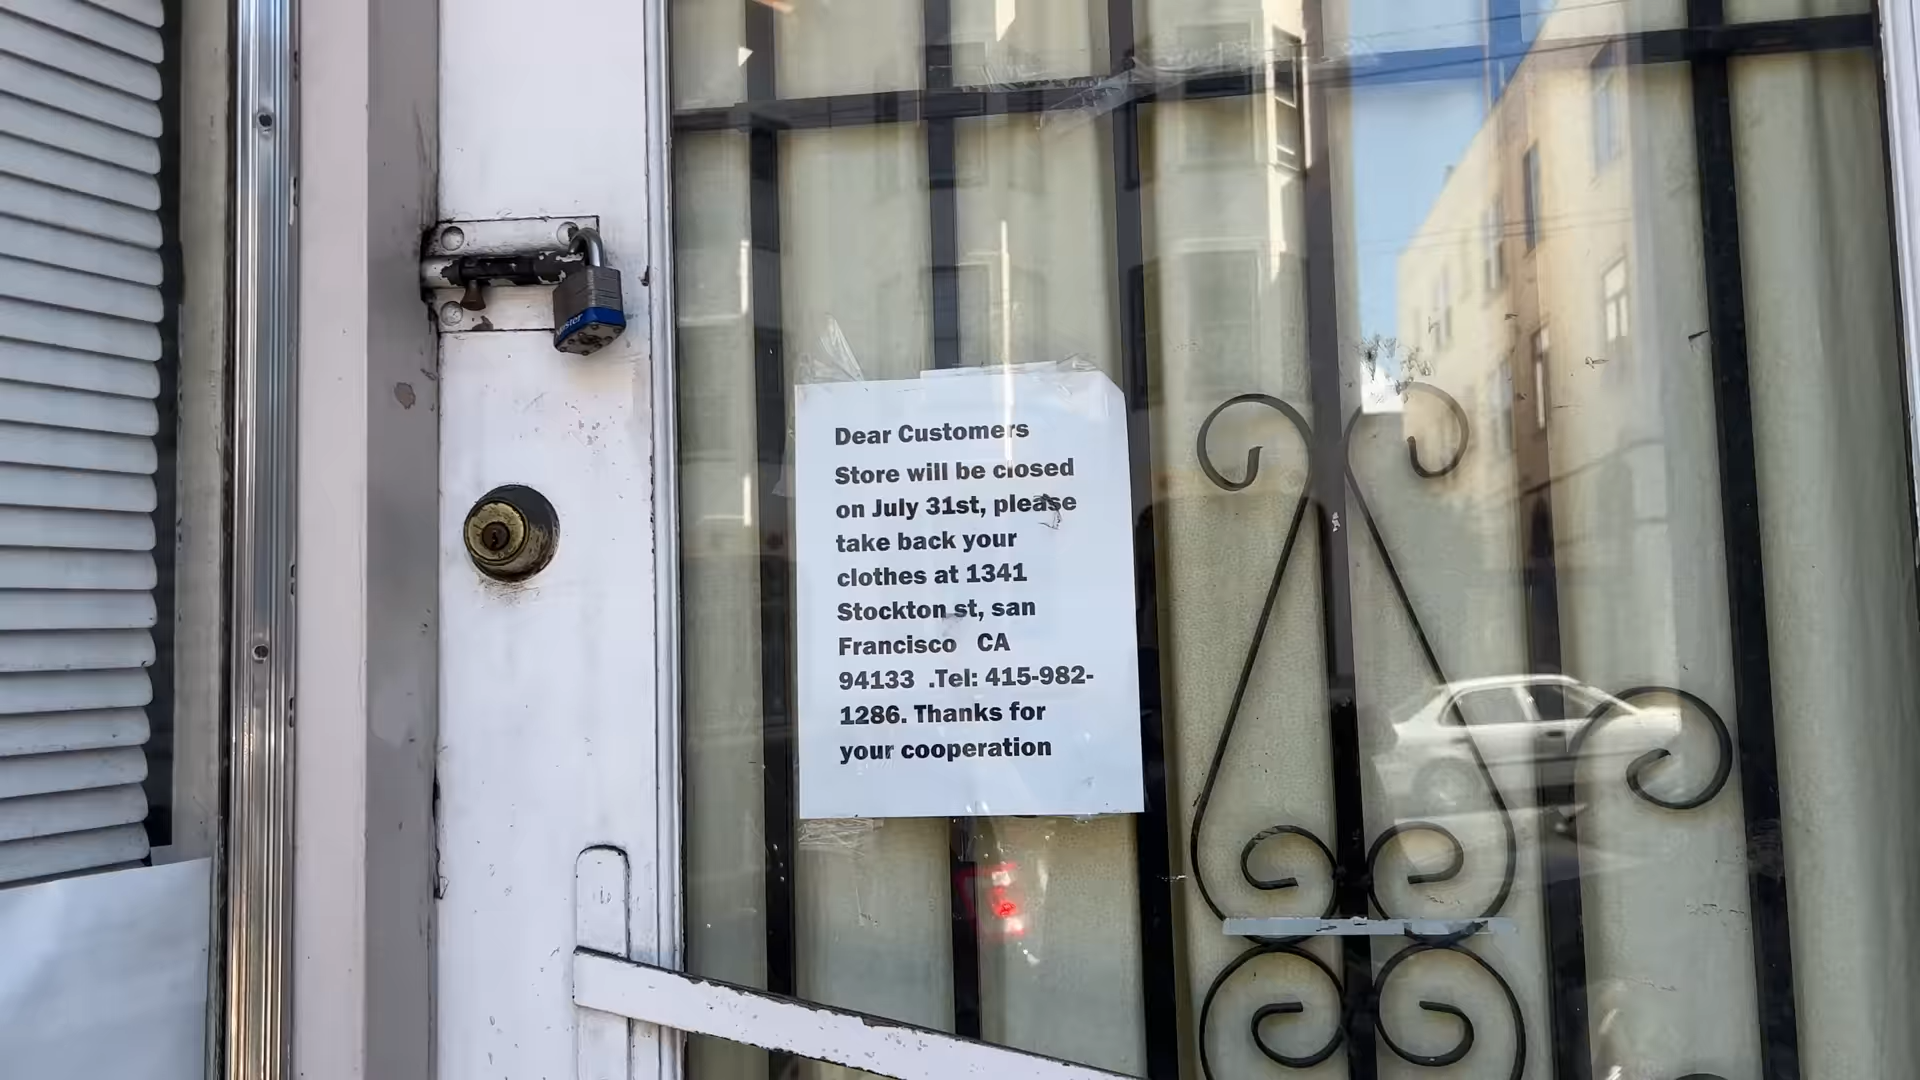 Dear Customers
Store will be closed
on July 31st, please
take back your
clothes at 1341
Stockton st, san
Francisco   CA
94133  .Tel: 415-982-
1286. Thanks for
your cooperation
Master